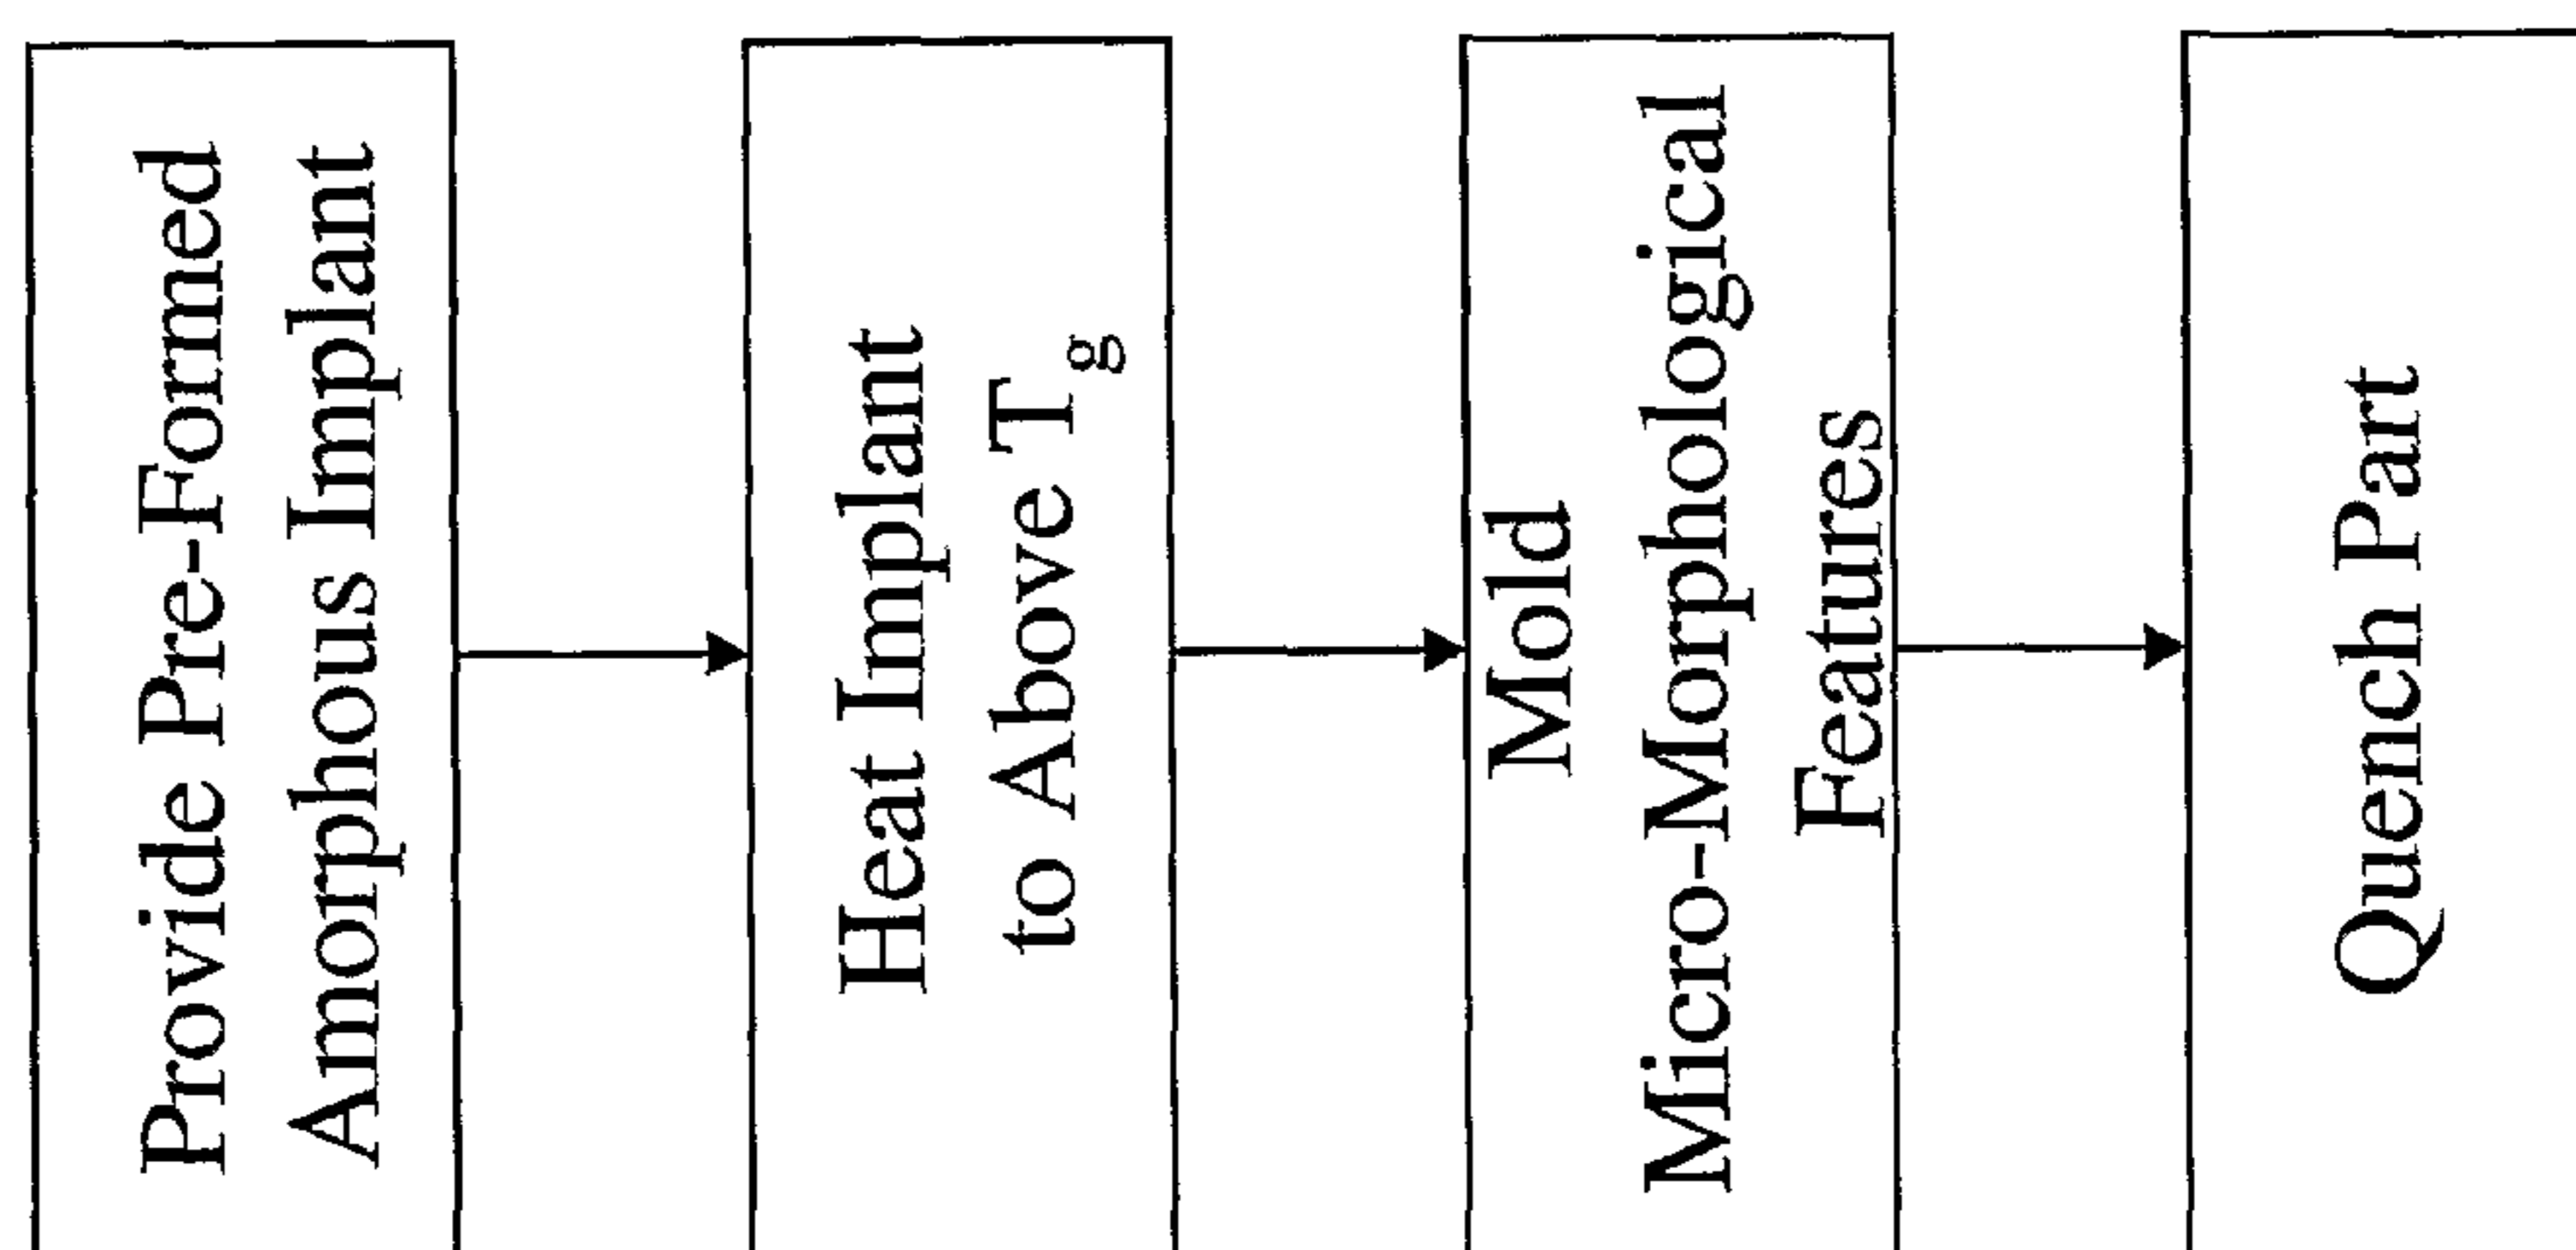 Provide Pre-Formed
Amorphous Implant
Heat Implant
to Above Tg
Mold
Micro-Morphological
Features
Quench Part